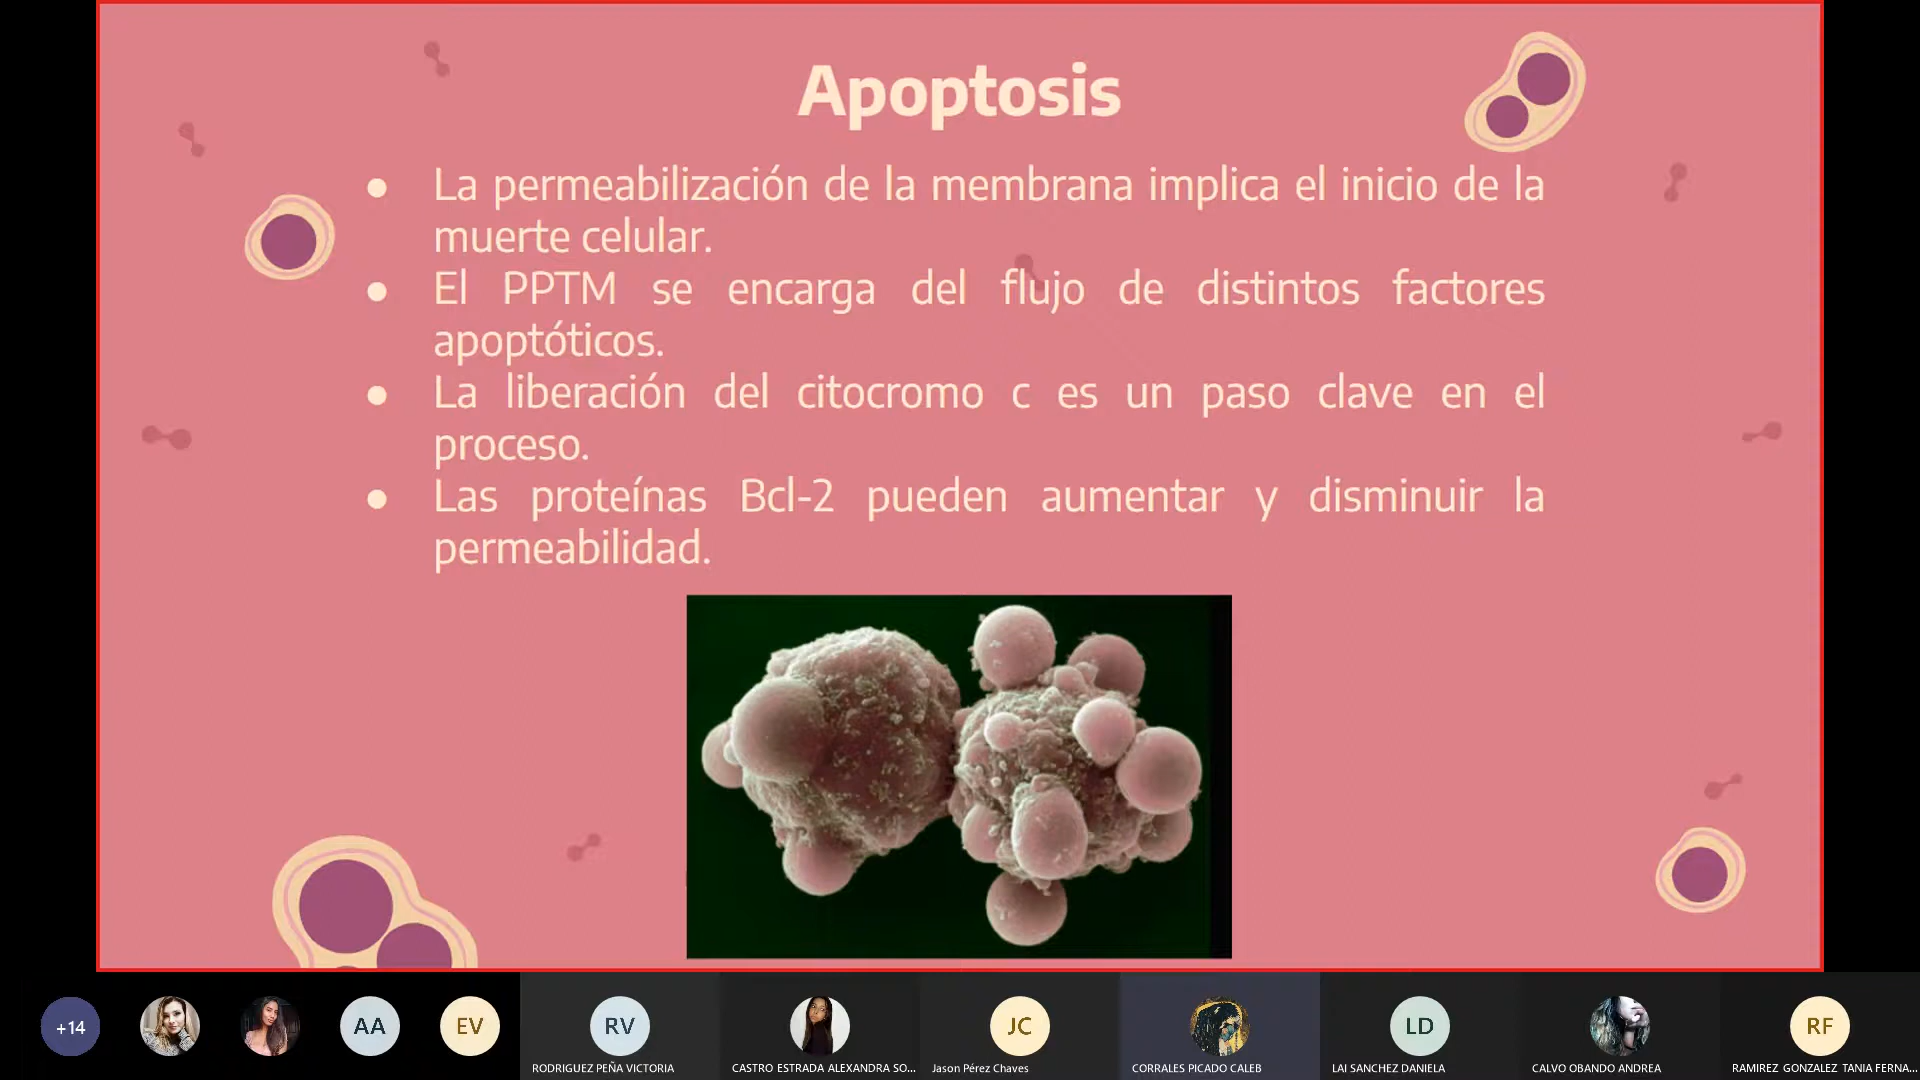 Apoptosis
● La permeabilización de la membrana implica el inicio de la
muerte celular.
● El PPTM se encarga del flujo de distintos factores
apoptóticos.
● La liberación del citocromo c es un paso clave en el
proceso.
● Las proteínas Bcl-2 pueden aumentar y disminuir la
permeabilidad.
+14
AA
EV
RV
JC
LD
RF
RODRIGUEZ PEÑA VICTORIA
CASTRO ESTRADA ALEXANDRA SO...
Jason Pérez Chaves
CORRALES PICADO CALEB
LAI SANCHEZ DANIELA
CALVO OBANDO ANDREA
RAMIREZ GONZALEZ TANIA FERNA...